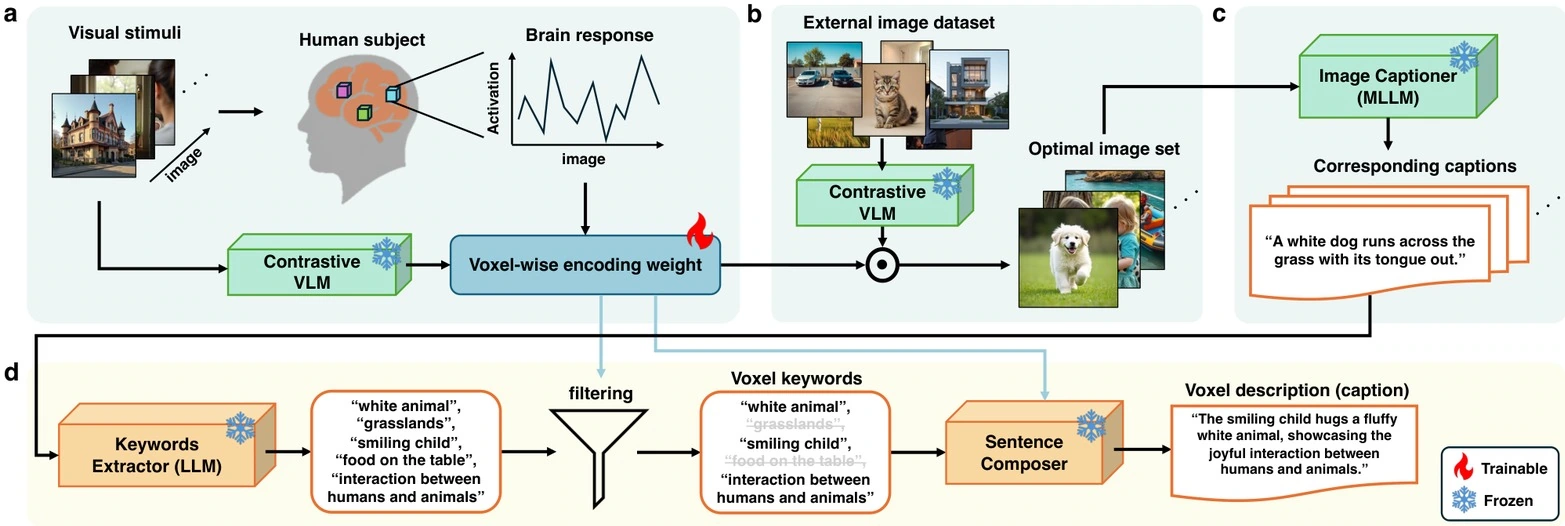 a
Visual stimuli
image
Human subject
Brain response
Activation
image
Contrastive
VLM
Voxel-wise encoding weight
b
External image dataset
Contrastive
VLM
Optimal image set
c
Image Captioner
(MLLM)
Corresponding captions
“A white dog runs across the
grass with its tongue out.”
d
Keywords
Extractor (LLM)
“white animal”,
“grasslands”,
“smiling child”,
“food on the table”,
“interaction between
humans and animals”
filtering
Voxel keywords
“white animal”,
“grasslands”,
“smiling child”,
“food on the table”,
“interaction between
humans and animals”
Sentence
Composer
Voxel description (caption)
“The smiling child hugs a fluffy
white animal, showcasing the
joyful interaction between
humans and animals.”
Trainable
Frozen